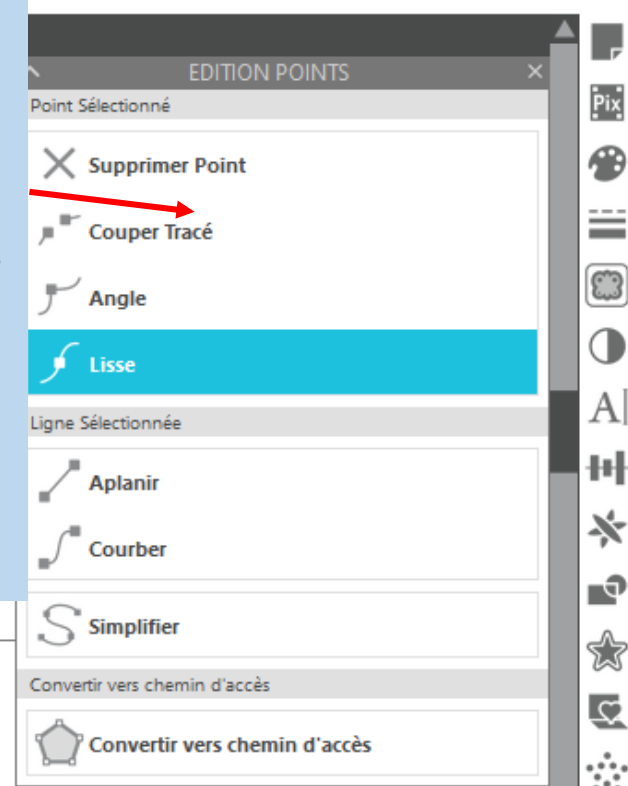 EDITION POINTS
Point Sélectionné
Supprimer Point
Couper Tracé
Angle
Lisse
Ligne Sélectionnée
Aplanir
Courber
Simplifier
Convertir vers chemin d'accès
Convertir vers chemin d'accès
Pix
A